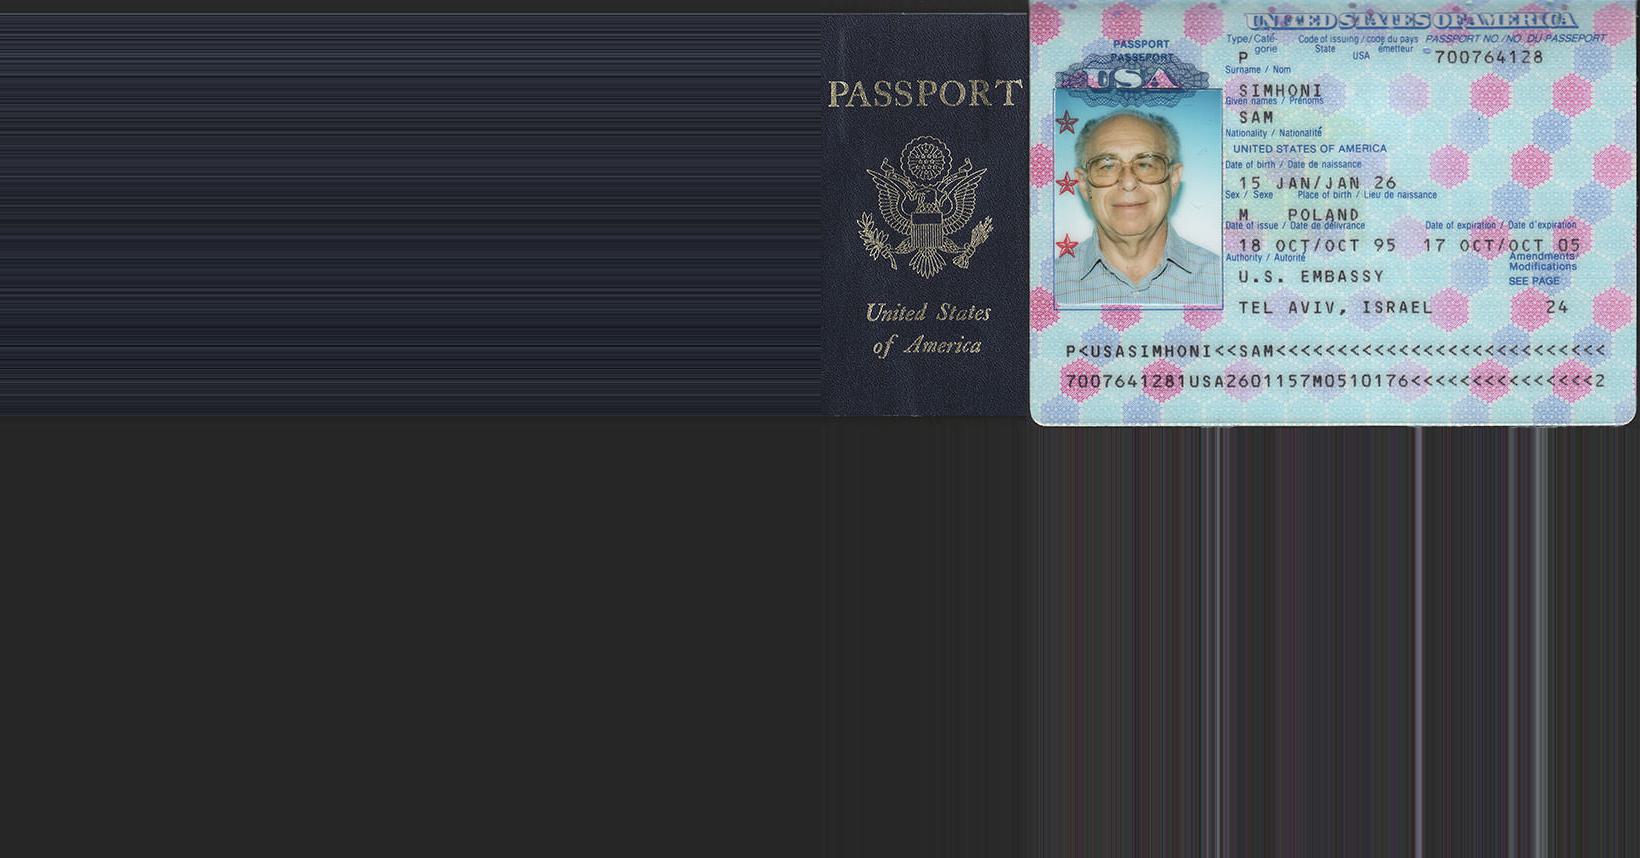 PASSPORT
United States
of America
UNITED STATES OF AMERICA
PASSPORT
PASSEPORT
USA
Type/Caté-
gorie
Code of issuing / code du pays
State émetteur
PASSPORT NO./NO. DU PASSEPORT
P
USA
700764128
Surname / Nom
SIMHONI
Given names / Prénoms
SAM
Nationality / Nationalité
UNITED STATES OF AMERICA
Date of birth / Date de naissance
15 JAN/JAN 26
Sex / Sexe Place of birth / Lieu de naissance
M POLAND
Date of issue / Date de délivrance Date of expiration / Date d'expiration
18 OCT/OCT 95 17 OCT/OCT 05
Authority / Autorité
Amendments/
Modifications
U.S. EMBASSY
SEE PAGE
TEL AVIV, ISRAEL
24
P<USASIMHONI<<SAM<<<<<<<<<<<<<<<<<<<<<<<<<<<
7007641281USA2601157M0510176<<<<<<<<<<<<<<<2